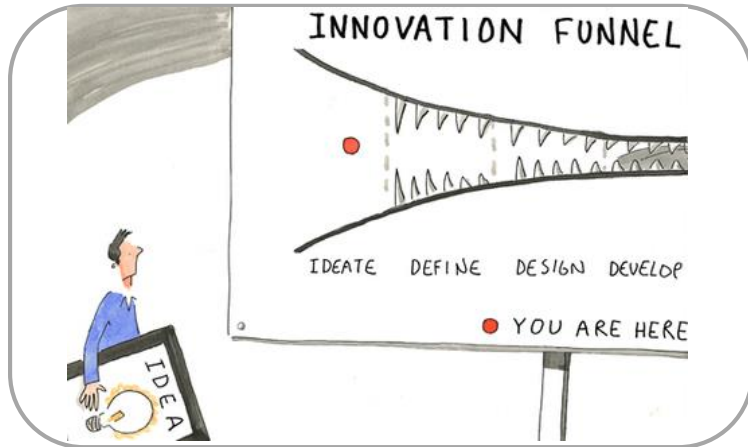 INNOVATION FUNNEL
IDEATE DEFINE DESIGN DEVELOP
YOU ARE HERE
IDEA